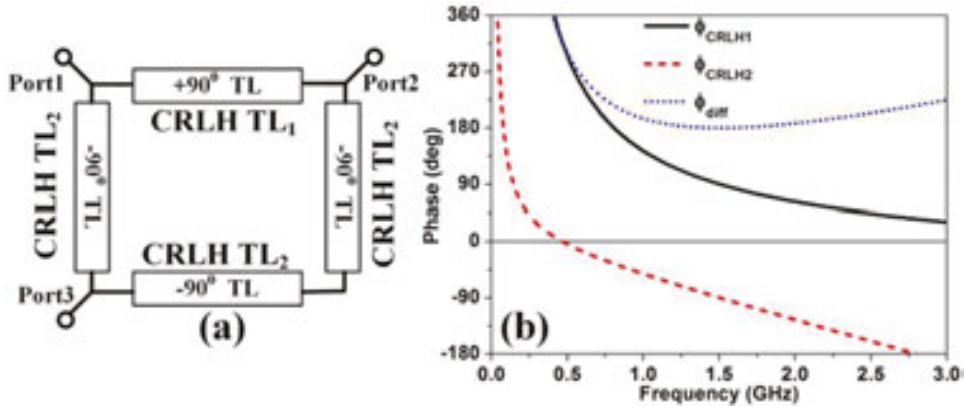 Port1
+90° TL
Port2
CRLH TL1
CRLH TL2
-90° TL
-90° TL
CRLH TL2
CRLH TL2
Port3
-90° TL
(a)
360
270
180
90
0
-90
-180
Phase (deg)
ϕCRLH1
ϕCRLH2
ϕdiff
(b)
0.0 0.5 1.0 1.5 2.0 2.5 3.0
Frequency (GHz)